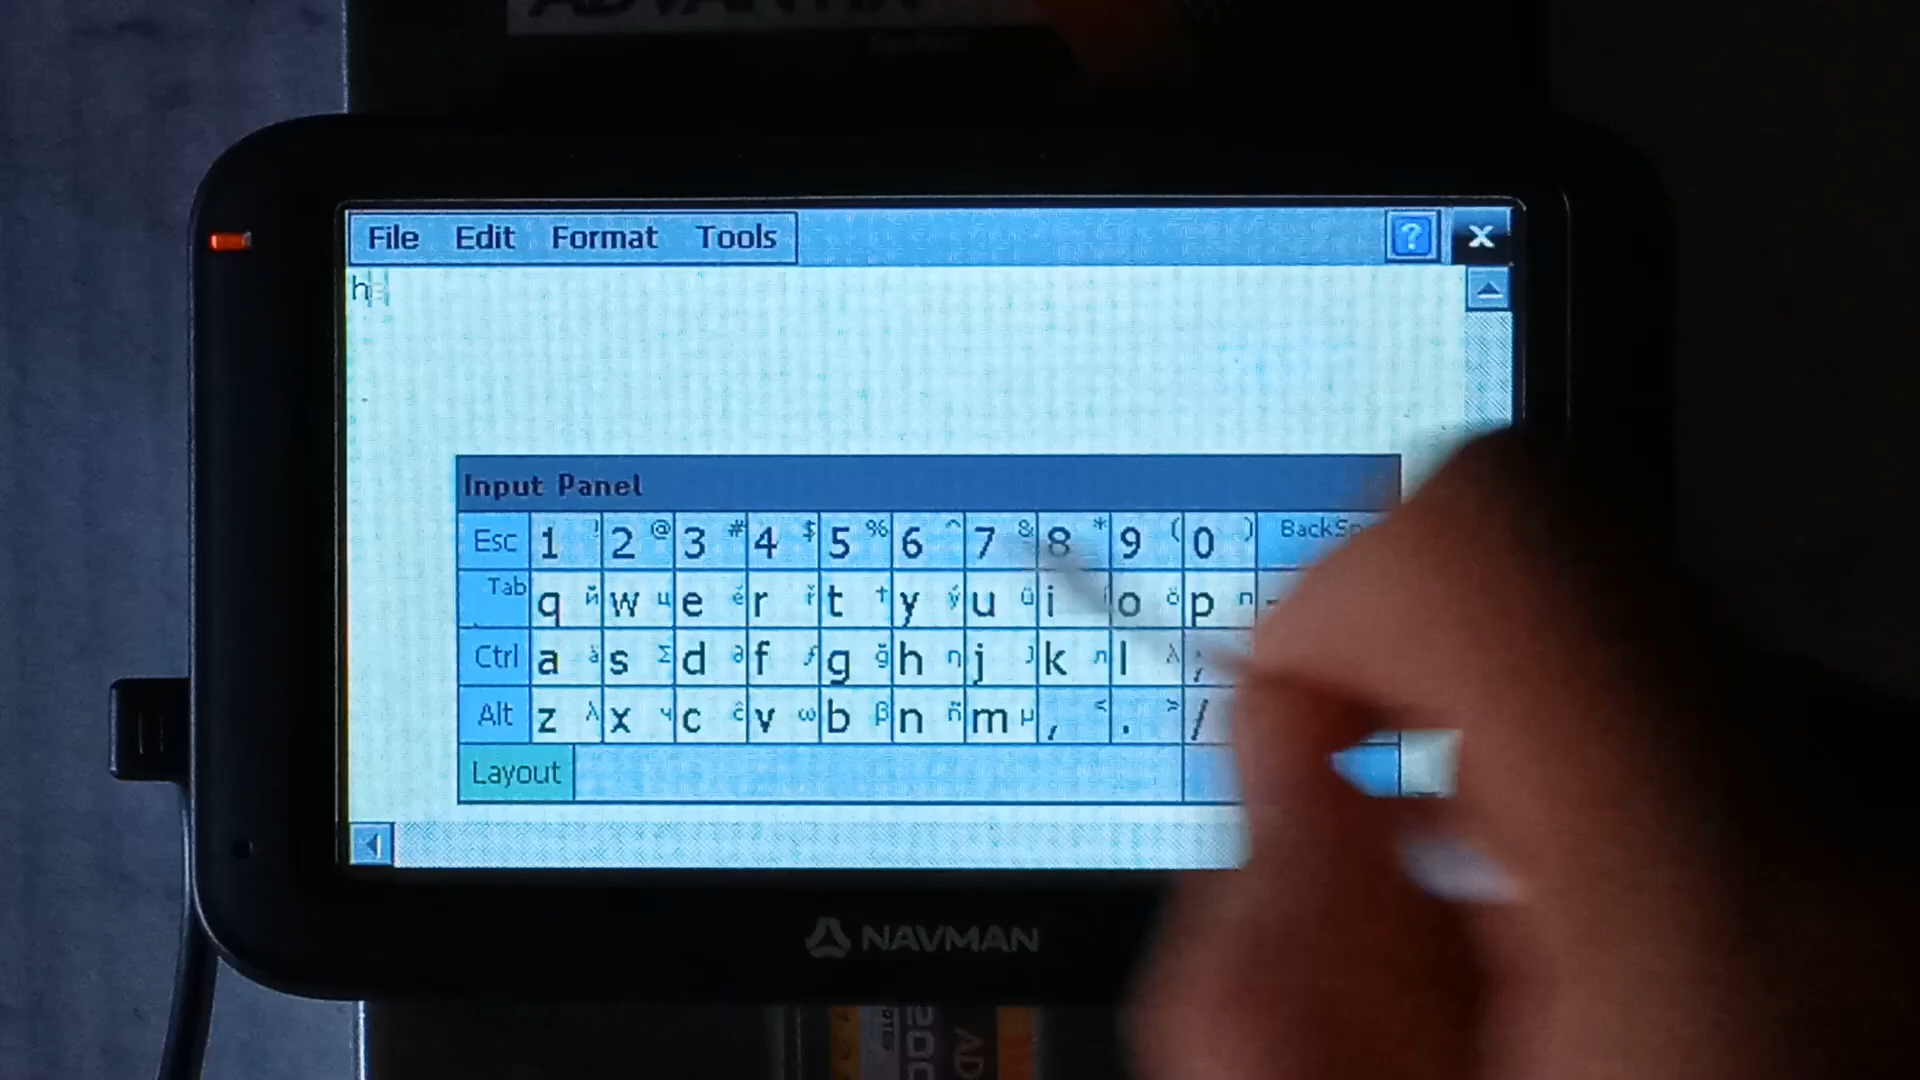 File Edit Format Tools ? X
h
Input Panel
Esc 1 ! 2 @ 3 # 4 $ 5 % 6 ^ 7 & 8 * 9 ( 0 )
Tab q й w ц e é r ř t † y ý u ü i o ö p п
Ctrl a ä s Σ d ∂ f ƒ g ğ h η j k л l λ ;
Alt z λ x ч c č v ω b β n ñ m μ , < . > /
Layout
NAVMAN